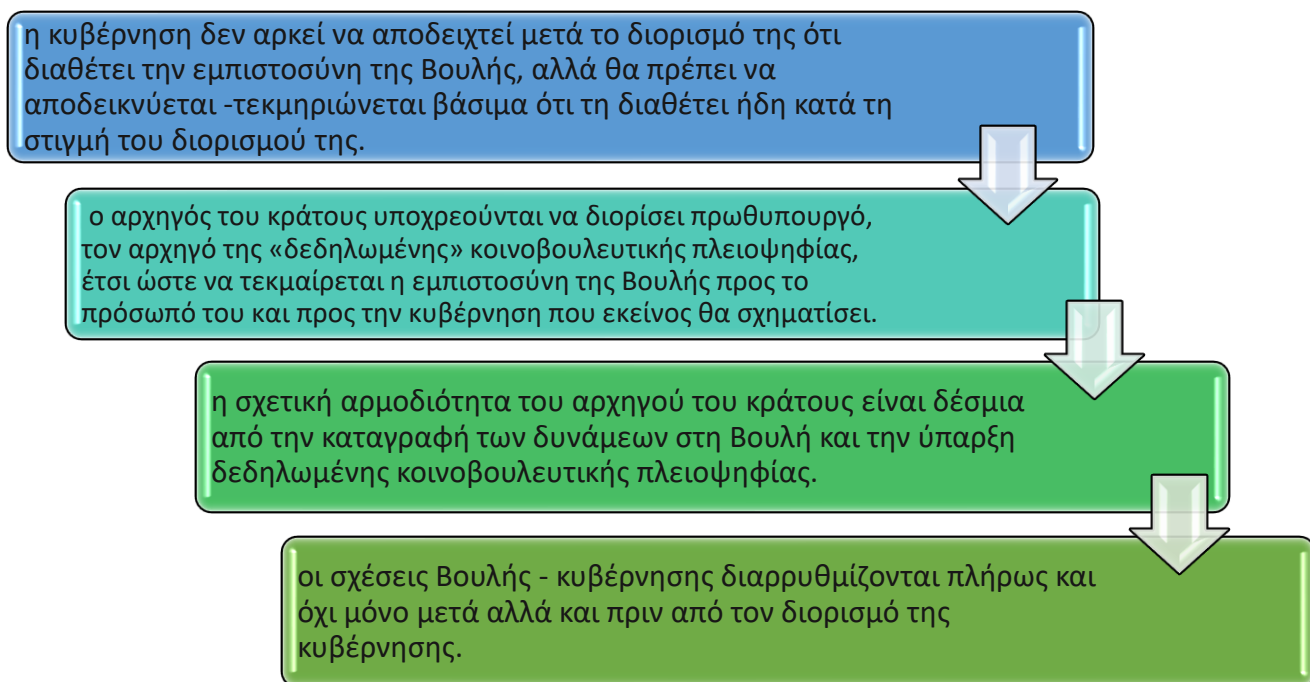 η κυβέρνηση δεν αρκεί να αποδειχτεί μετά το διορισμό της ότι
διαθέτει την εμπιστοσύνη της Βουλής, αλλά θα πρέπει να
αποδεικνύεται -τεκμηριώνεται βάσιμα ότι τη διαθέτει ήδη κατά τη
στιγμή του διορισμού της.
ο αρχηγός του κράτους υποχρεούνται να διορίσει πρωθυπουργό,
τον αρχηγό της «δεδηλωμένης» κοινοβουλευτικής πλειοψηφίας,
έτσι ώστε να τεκμαίρεται η εμπιστοσύνη της Βουλής προς το
πρόσωπό του και προς την κυβέρνηση που εκείνος θα σχηματίσει.
η σχετική αρμοδιότητα του αρχηγού του κράτους είναι δέσμια
από την καταγραφή των δυνάμεων στη Βουλή και την ύπαρξη
δεδηλωμένης κοινοβουλευτικής πλειοψηφίας.
οι σχέσεις Βουλής - κυβέρνησης διαρρυθμίζονται πλήρως και
όχι μόνο μετά αλλά και πριν από τον διορισμό της
κυβέρνησης.